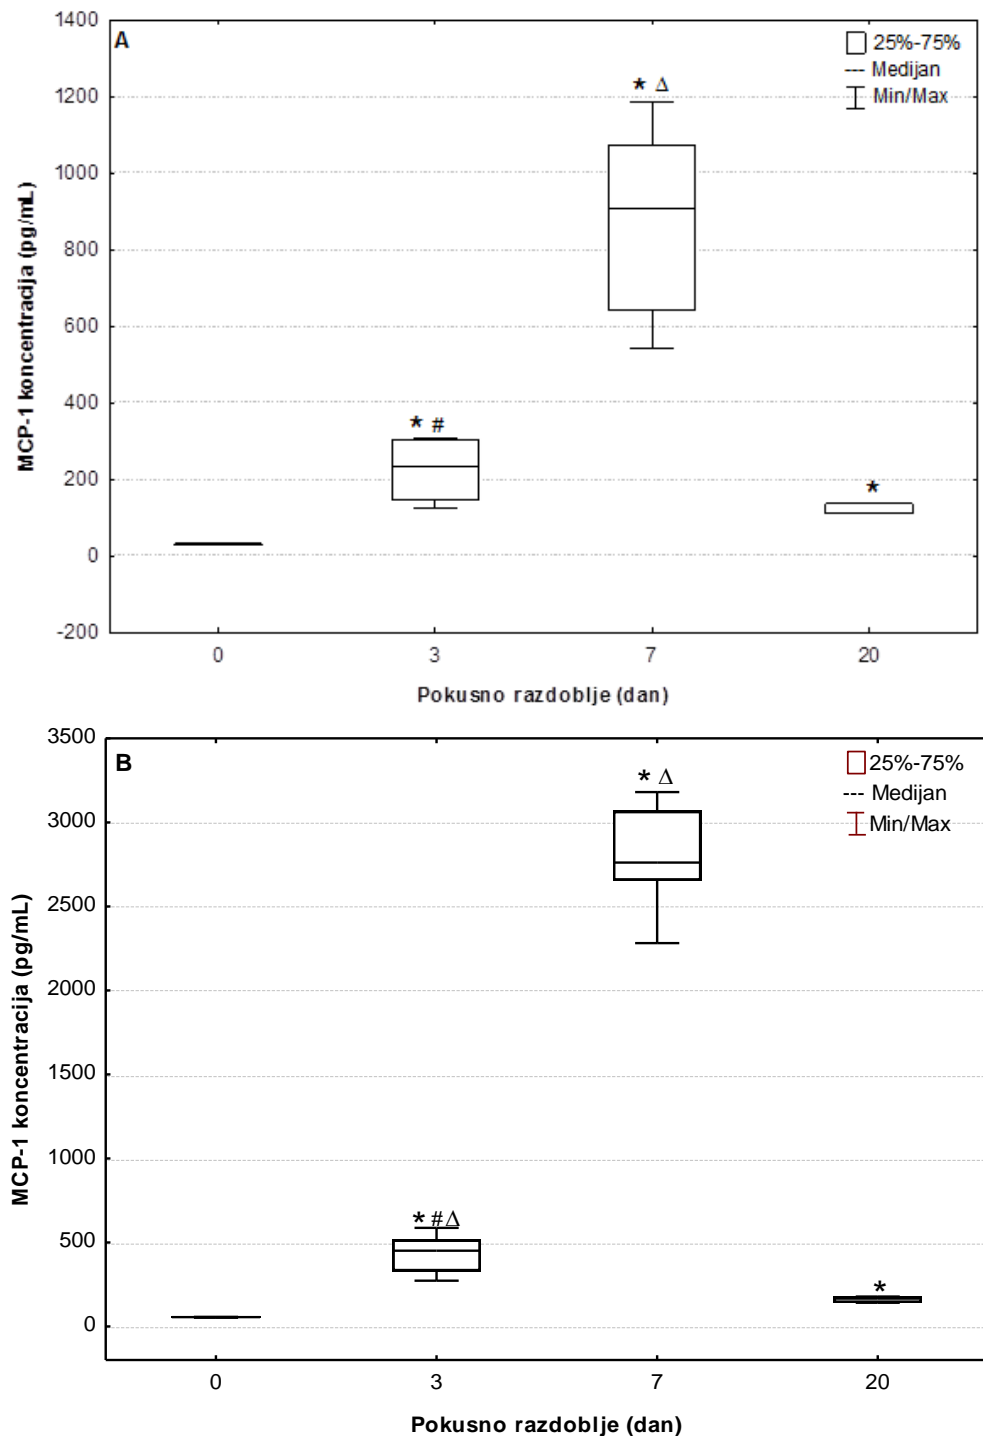 A
25%-75%
Medijan
Min/Max
MCP-1 koncentracija (pg/mL)
1400
1200
1000
800
600
400
200
0
-200
* #
* Δ
*
0 3 7 20
Pokusno razdoblje (dan)
B
25%-75%
Medijan
Min/Max
MCP-1 koncentracija (pg/mL)
3500
3000
2500
2000
1500
1000
500
0
* # Δ
* Δ
*
0 3 7 20
Pokusno razdoblje (dan)